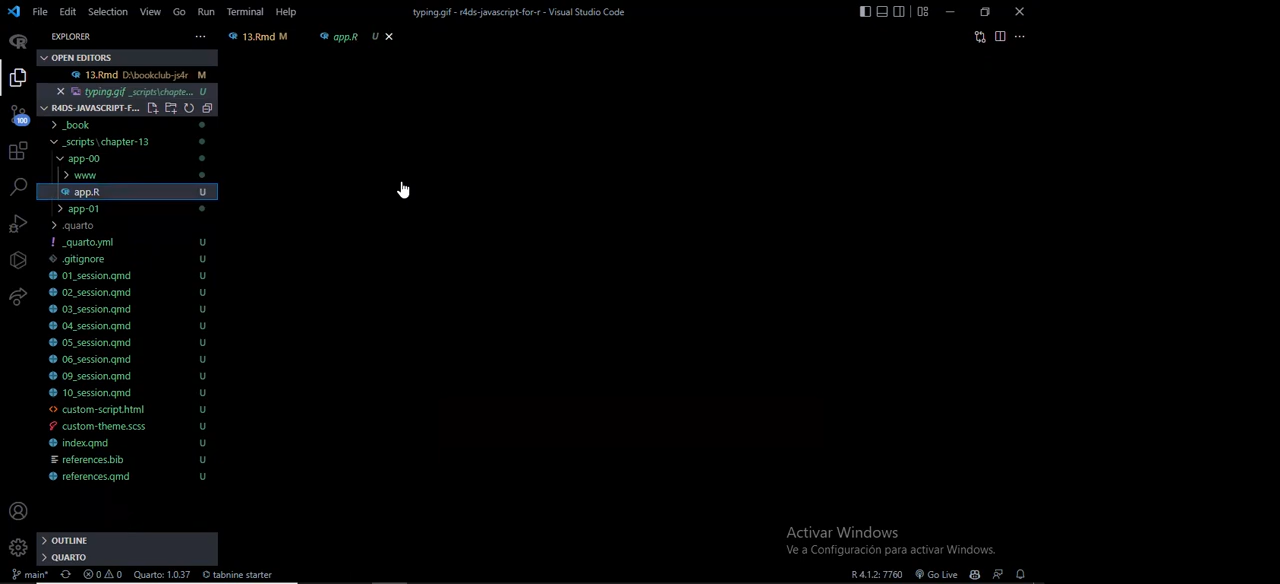 File Edit Selection View Go Run Terminal Help typing.gif - r4ds-javascript-for-r - Visual Studio Code
EXPLORER ...
13.Rmd M app.R U
OPEN EDITORS
13.Rmd D:\bookclub-js4r M
typing.gif _scripts\chapte... U
R4DS-JAVASCRIPT-F...
_book
_scripts\chapter-13
app-00
www
app.R U
app-01
.quarto
_quarto.yml U
.gitignore U
01_session.qmd U
02_session.qmd U
03_session.qmd U
04_session.qmd U
05_session.qmd U
06_session.qmd U
09_session.qmd U
10_session.qmd U
custom-script.html U
custom-theme.scss U
index.qmd U
references.bib U
references.qmd U
100
Activar Windows
Ve a Configuración para activar Windows.
OUTLINE
QUARTO
main* 0 0 Quarto: 1.0.37 tabnine starter R 4.1.2: 7760 Go Live